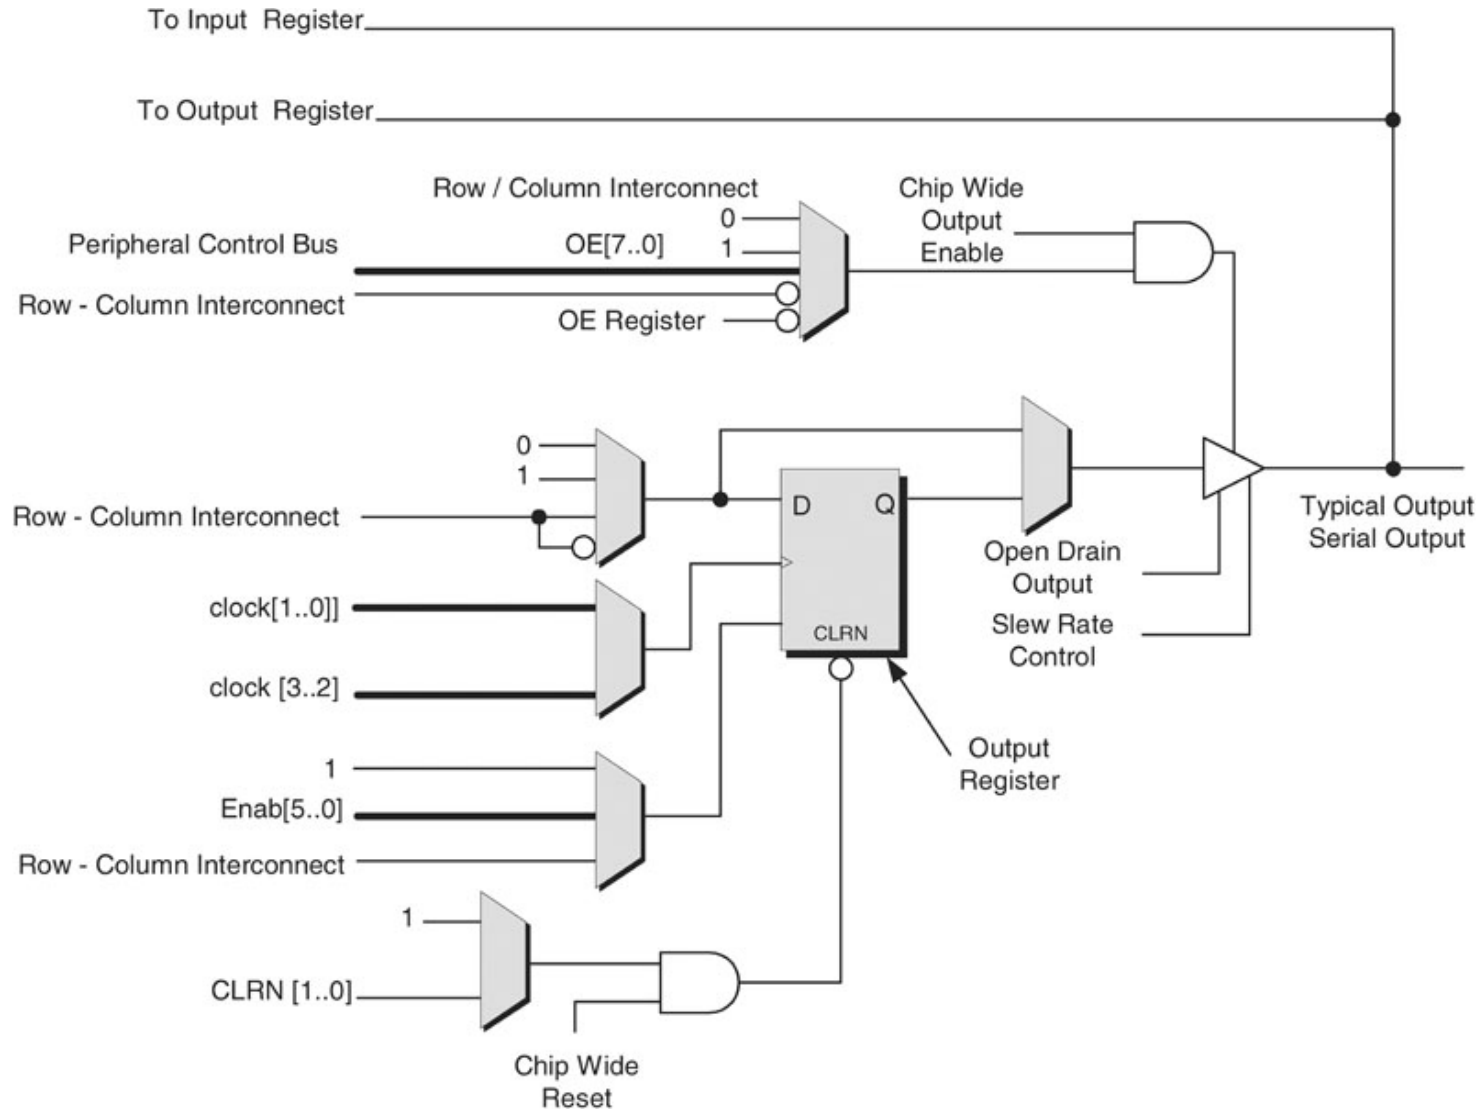 To Input Register
To Output Register
Row / Column Interconnect
Chip Wide
Output
Enable
0
1
Peripheral Control Bus
OE[7..0]
Row - Column Interconnect
OE Register
0
1
Row - Column Interconnect
D
Q
CLRN
Typical Output
Serial Output
Open Drain
Output
Slew Rate
Control
clock[1..0]]
clock [3..2]
Output
Register
1
Enab[5..0]
Row - Column Interconnect
1
CLRN [1..0]
Chip Wide
Reset